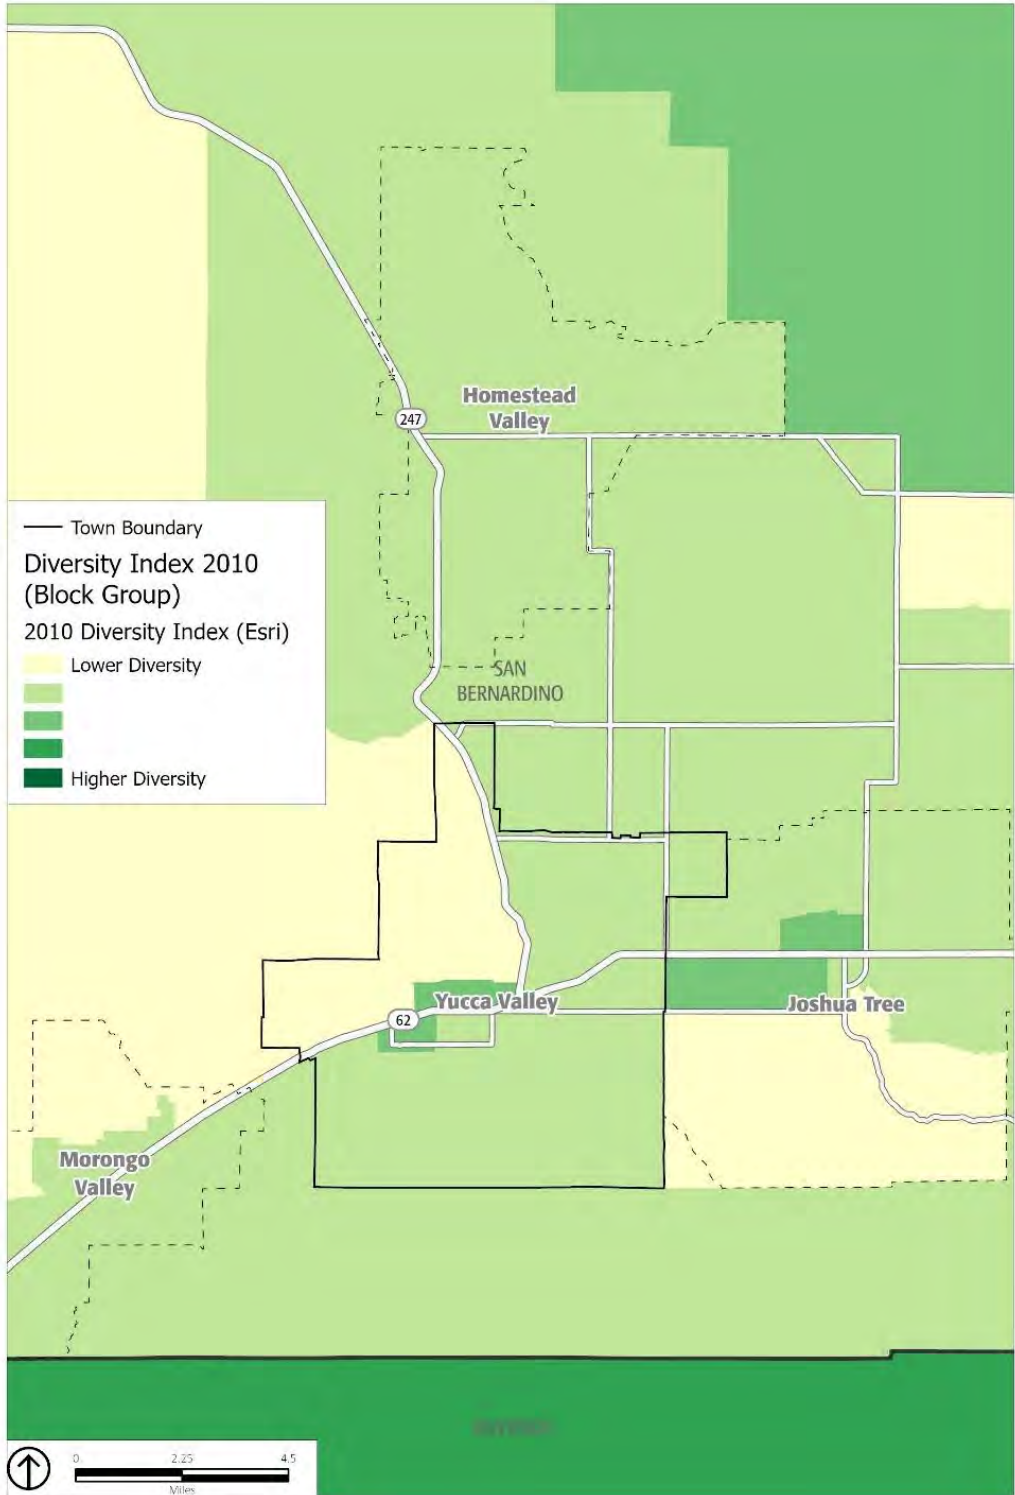 Homestead
Valley
247
Town Boundary
Diversity Index 2010
(Block Group)
2010 Diversity Index (Esri)
Lower Diversity
Higher Diversity
SAN
BERNARDINO
Yucca Valley
62
Joshua Tree
Morongo
Valley
0 2.25 4.5
Miles